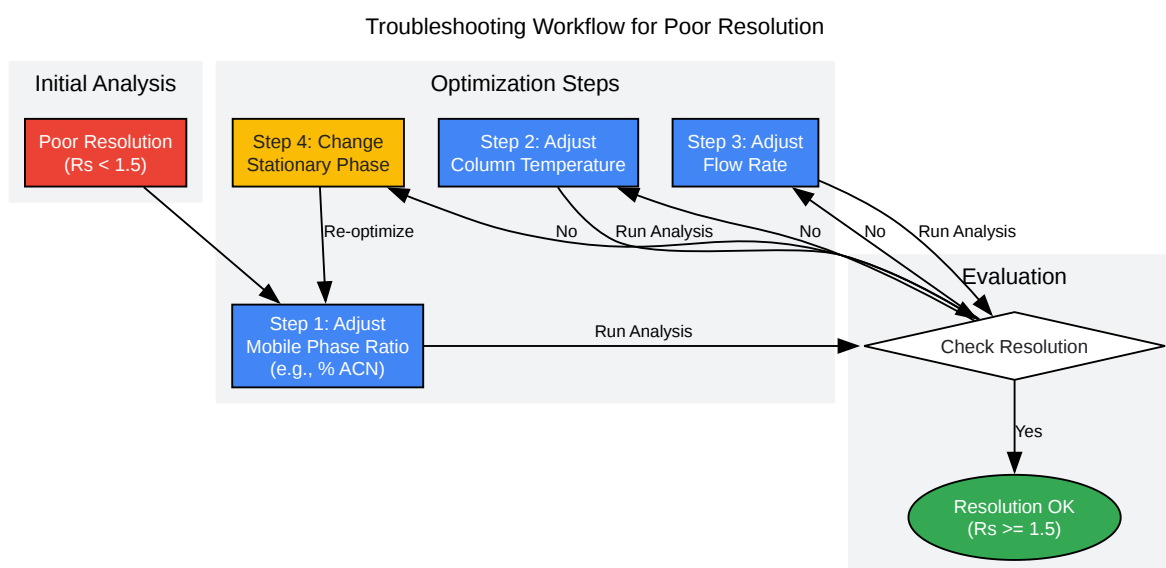 Troubleshooting Workflow for Poor Resolution
Initial Analysis
Optimization Steps
Poor Resolution
(Rs < 1.5)
Step 4: Change
Stationary Phase
Step 2: Adjust
Column Temperature
Step 3: Adjust
Flow Rate
Re-optimize
No
Run Analysis
No
No
Run Analysis
Evaluation
Step 1: Adjust
Mobile Phase Ratio
(e.g., % ACN)
Run Analysis
Check Resolution
Yes
Resolution OK
(Rs >= 1.5)